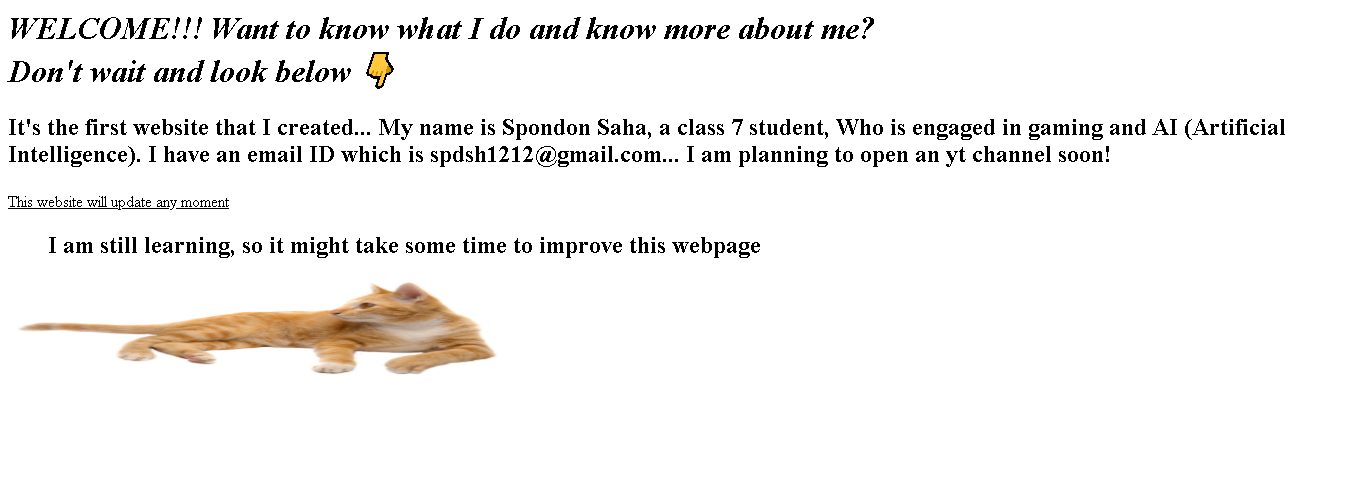 WELCOME!!! Want to know what I do and know more about me?
Don't wait and look below 👇
It's the first website that I created... My name is Spondon Saha, a class 7 student, Who is engaged in gaming and AI (Artificial
Intelligence). I have an email ID which is spdsh1212@gmail.com... I am planning to open an yt channel soon!
This website will update any moment
I am still learning, so it might take some time to improve this webpage